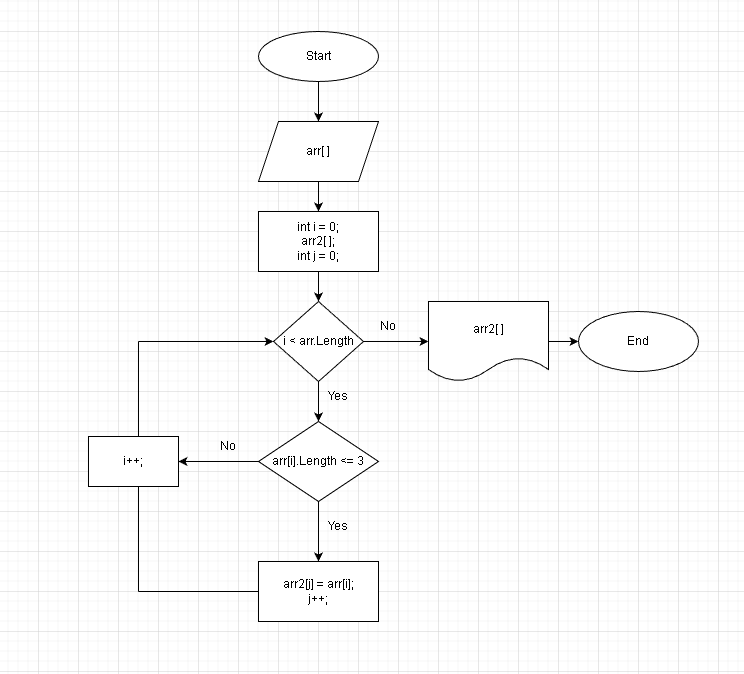 Start
arr[ ]
int i = 0;
arr2[ ];
int j = 0;
i < arr.Length
No
arr2[ ]
End
Yes
arr[i].Length <= 3
No
i++;
Yes
arr2[j] = arr[i];
j++;